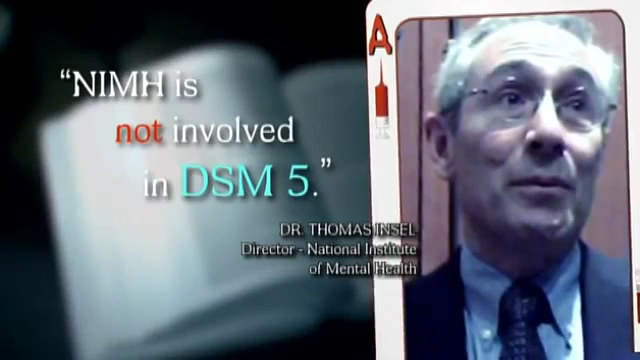 “NIMH is
not involved
in DSM 5.”
DR. THOMAS INSEL
Director - National Institute
of Mental Health
A